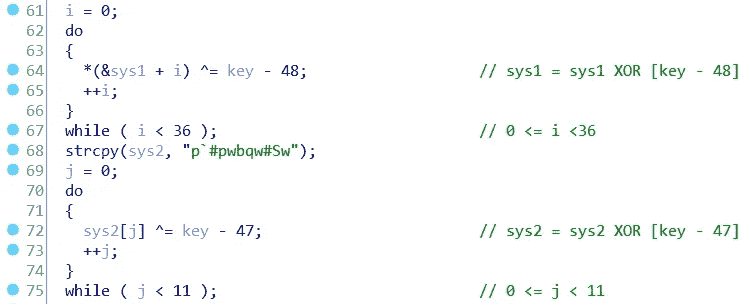 61 i = 0;
62 do
63 {
64 *(&sys1 + i) ^= key - 48; // sys1 = sys1 XOR [key - 48]
65 ++i;
66 }
67 while ( i < 36 ); // 0 <= i <36
68 strcpy(sys2, "p`#pwbqw#Sw");
69 j = 0;
70 do
71 {
72 sys2[j] ^= key - 47; // sys2 = sys2 XOR [key - 47]
73 ++j;
74 }
75 while ( j < 11 ); // 0 <= j < 11